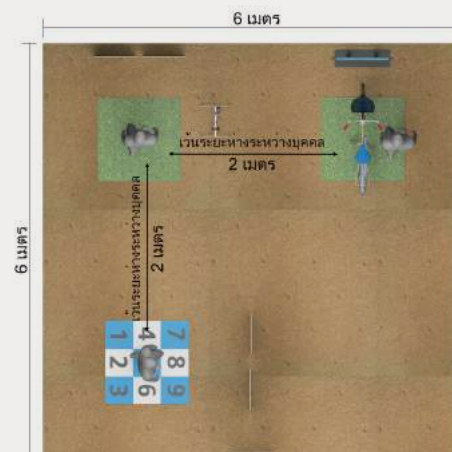 6 เมตร
เว้นระยะห่างระหว่างบุคคล
2 เมตร
6 เมตร
เว้นระยะห่างระหว่างบุคคล
2 เมตร
1 4 7
2 8
3 6 9